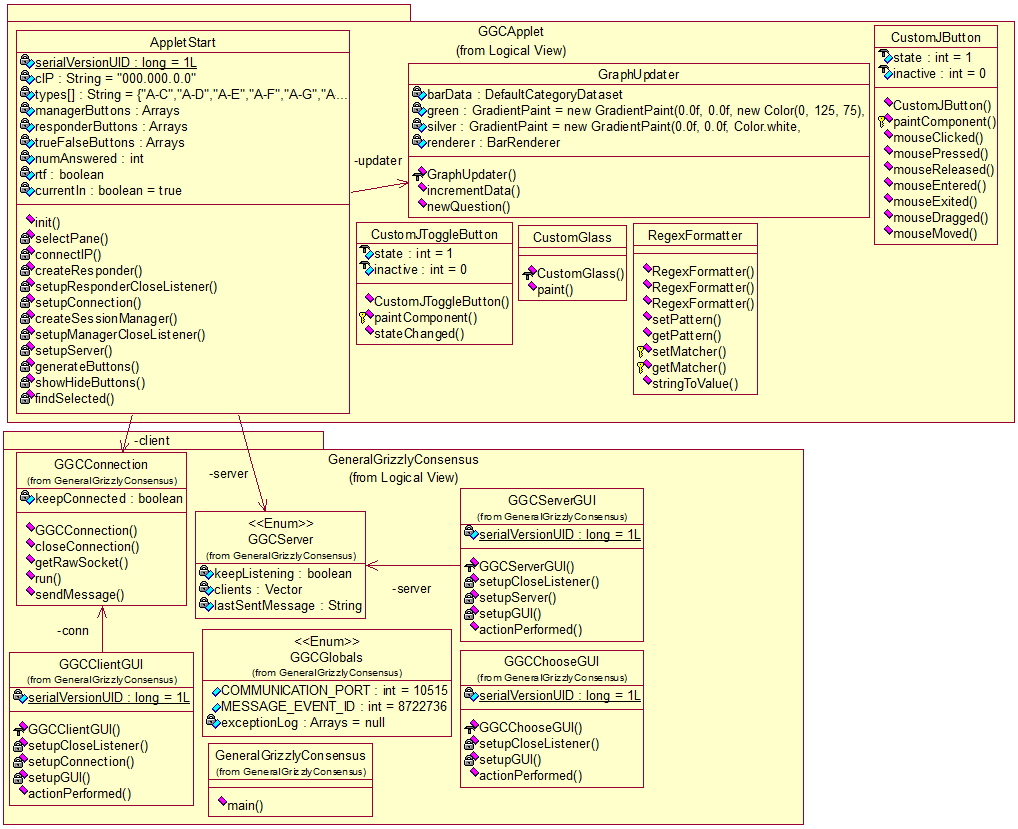 GGCApplet
(from Logical View)
AppletStart
serialVersionUID : long = 1L
cIP : String = "000.000.0.0"
types[] : String = {"A-C","A-D","A-E","A-F","A-G","A...
managerButtons : Arrays
responderButtons : Arrays
trueFalseButtons : Arrays
numAnswered : int
rtf : boolean
currentIn : boolean = true
init()
selectPane()
connectIP()
createResponder()
setupResponderCloseListener()
setupConnection()
createSessionManager()
setupManagerCloseListener()
setupServer()
generateButtons()
showHideButtons()
findSelected()
-updater
GraphUpdater
barData : DefaultCategoryDataset
green : GradientPaint = new GradientPaint(0.0f, 0.0f, new Color(0, 125, 75),
silver : GradientPaint = new GradientPaint(0.0f, 0.0f, Color.white,
renderer : BarRenderer
GraphUpdater()
incrementData()
newQuestion()
CustomJButton
state : int = 1
inactive : int = 0
CustomJButton()
paintComponent()
mouseClicked()
mousePressed()
mouseReleased()
mouseEntered()
mouseExited()
mouseDragged()
mouseMoved()
CustomJToggleButton
state : int = 1
inactive : int = 0
CustomJToggleButton()
paintComponent()
stateChanged()
CustomGlass
CustomGlass()
paint()
RegexFormatter
RegexFormatter()
RegexFormatter()
RegexFormatter()
setPattern()
getPattern()
setMatcher()
getMatcher()
stringToValue()
-client
-server
GeneralGrizzlyConsensus
(from Logical View)
GGCConnection
(from GeneralGrizzlyConsensus)
keepConnected : boolean
GGCConnection()
closeConnection()
getRawSocket()
run()
sendMessage()
<<Enum>>
GGCServer
(from GeneralGrizzlyConsensus)
keepListening : boolean
clients : Vector
lastSentMessage : String
-server
GGCServerGUI
(from GeneralGrizzlyConsensus)
serialVersionUID : long = 1L
GGCServerGUI()
setupCloseListener()
setupServer()
setupGUI()
actionPerformed()
-conn
GGCClientGUI
(from GeneralGrizzlyConsensus)
serialVersionUID : long = 1L
GGCClientGUI()
setupCloseListener()
setupConnection()
setupGUI()
actionPerformed()
<<Enum>>
GGCGlobals
(from GeneralGrizzlyConsensus)
COMMUNICATION_PORT : int = 10515
MESSAGE_EVENT_ID : int = 8722736
exceptionLog : Arrays = null
GeneralGrizzlyConsensus
(from GeneralGrizzlyConsensus)
main()
GGCChooseGUI
(from GeneralGrizzlyConsensus)
serialVersionUID : long = 1L
GGCChooseGUI()
setupCloseListener()
setupGUI()
actionPerformed()